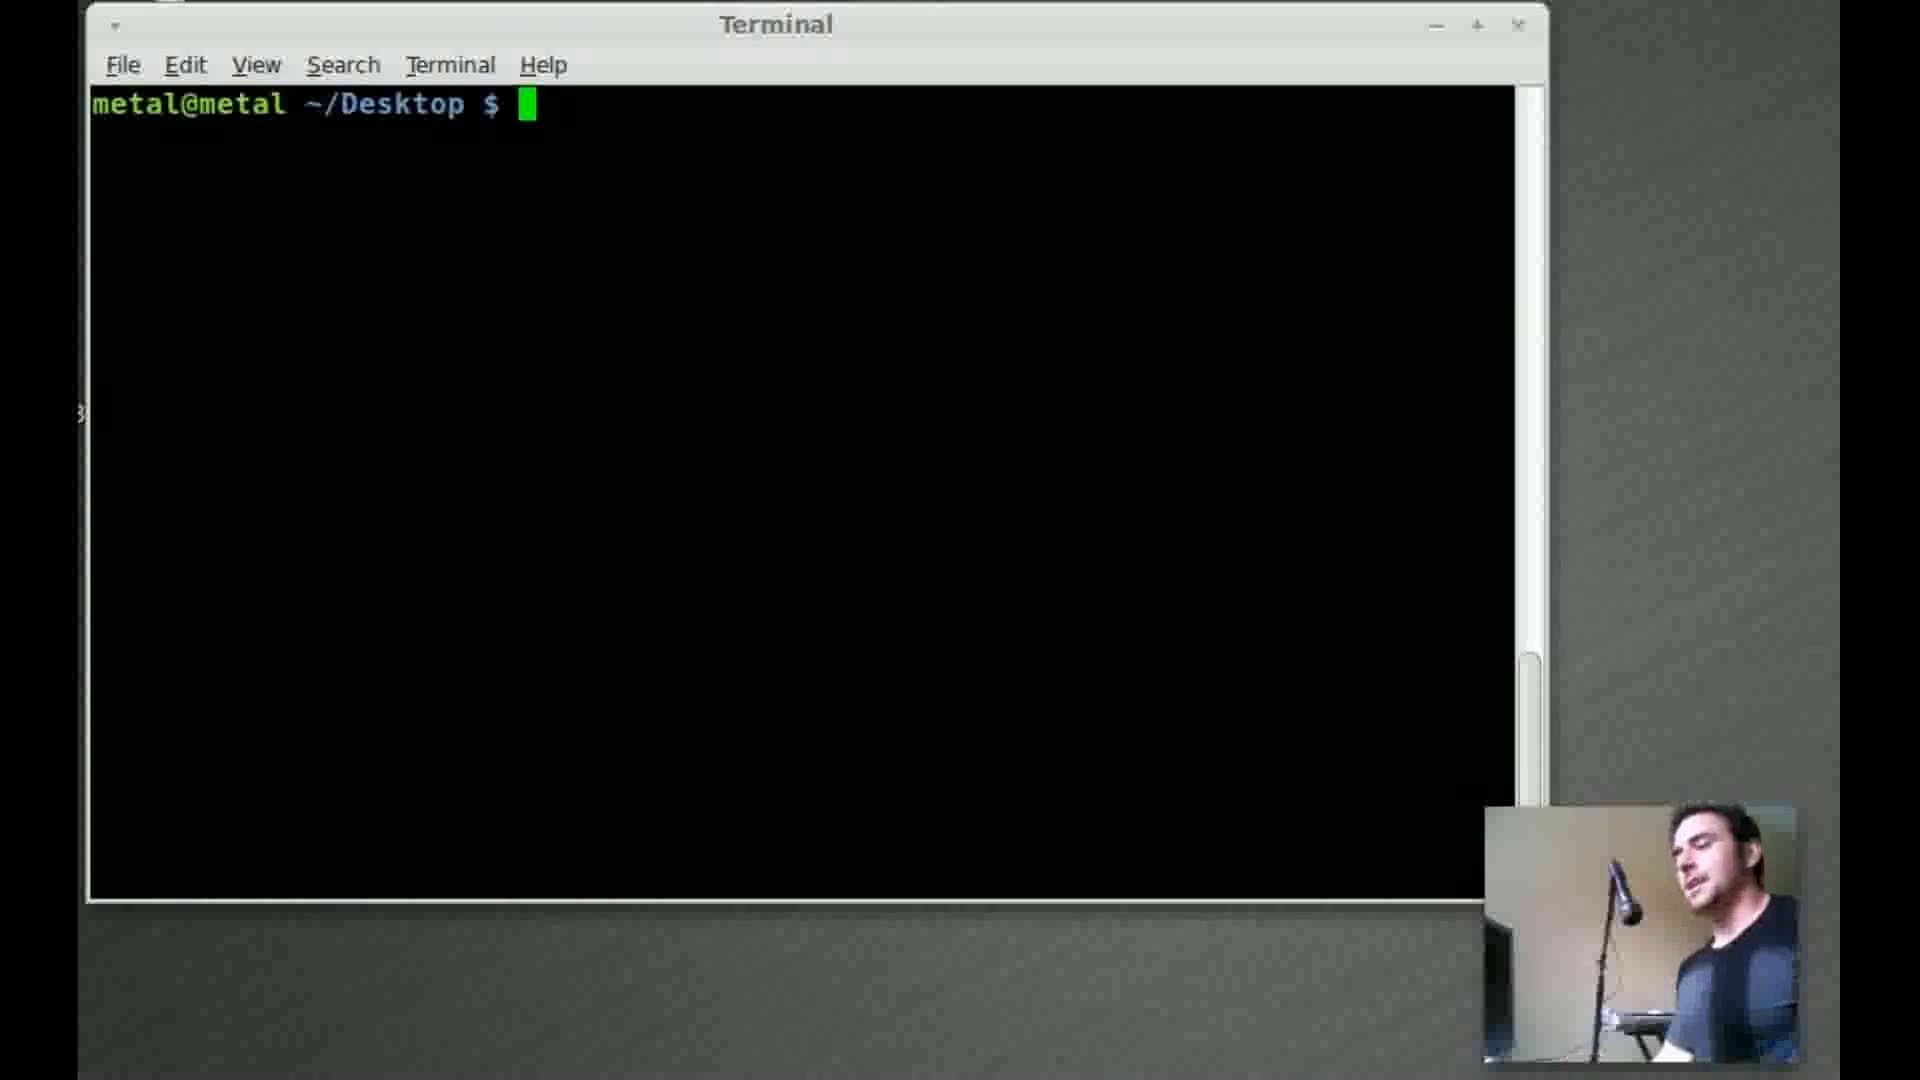 Terminal
File Edit View Search Terminal Help
metal@metal ~/Desktop $